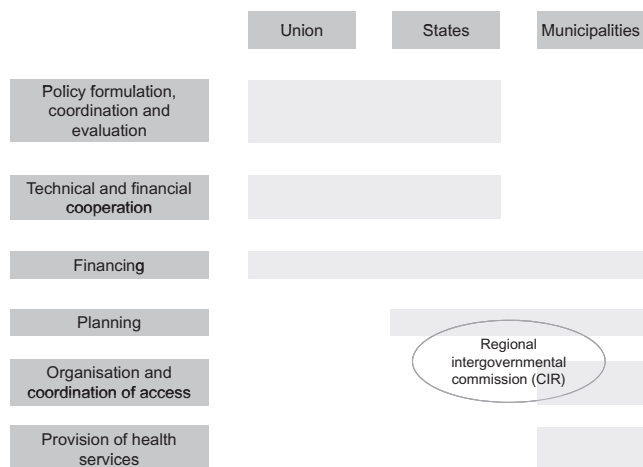 Union
States
Municipalities
Policy formulation,
coordination and
evaluation
Technical and financial
cooperation
Financing
Planning
Regional
intergovernmental
commission (CIR)
Organisation and
coordination of access
Provision of health
services